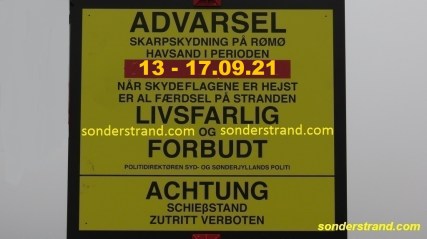 ADVARSEL
SKARPSKYDNING PÅ RØMØ
HAVSAND I PERIODEN
13 - 17.09.21
NÅR SKYDEFLAGENE ER HEJST
ER AL FÆRDSEL PÅ STRANDEN
LIVSFARLIG
sonderstrand.com OG sonderstrand.com
FORBUDT
POLITIDIREKTØREN SYD- OG SØNDERJYLLANDS POLITI
ACHTUNG
SCHIEβSTAND
ZUTRITT VERBOTEN
sonderstrand.com